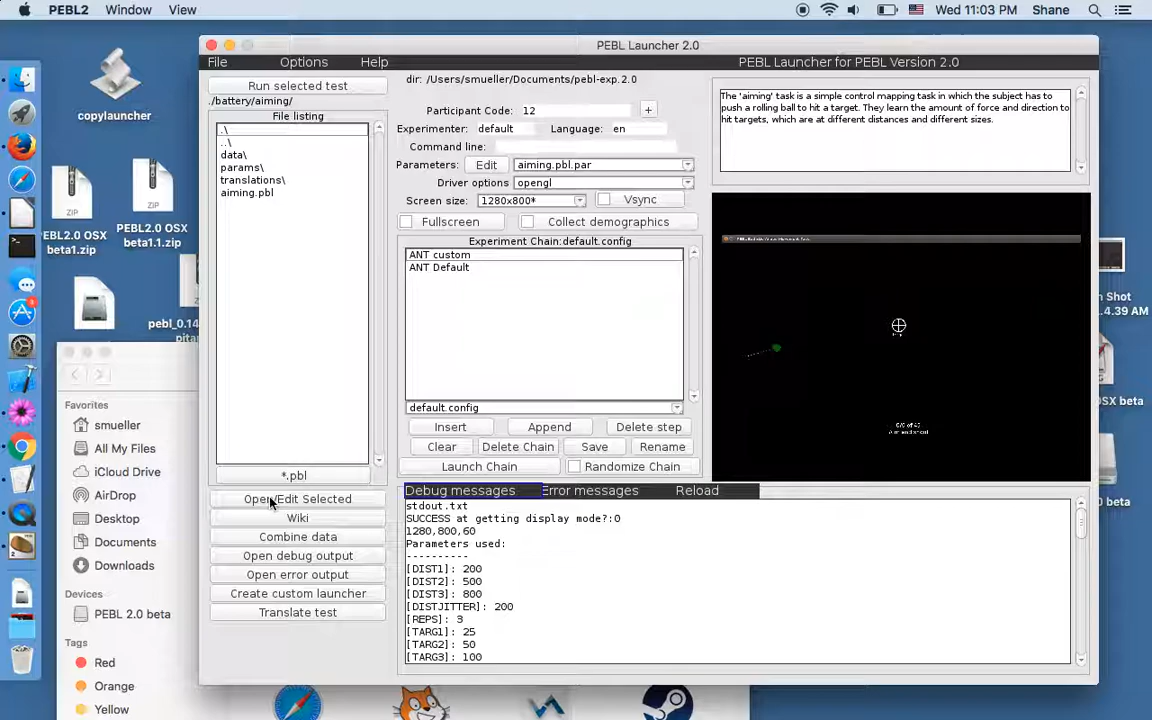 PEBL2 Window View Wed 11:03 PM Shane
PEBL Launcher 2.0
File Options Help PEBL Launcher for PEBL Version 2.0
Run selected test
./battery/aiming/
File listing
.\
..\
data\
params\
translations\
aiming.pbl
*.pbl
Open/Edit Selected
Wiki
Combine data
Open debug output
Open error output
Create custom launcher
Translate test
dir: /Users/smueller/Documents/pebl-exp.2.0
Participant Code: 12 +
Experimenter: default Language: en
Command line:
Parameters: Edit aiming.pbl.par
Driver options opengl
Screen size: 1280x800* Vsync
Fullscreen Collect demographics
Experiment Chain:default.config
ANT custom
ANT Default
default.config
Insert Append Delete step
Clear Delete Chain Save Rename
Launch Chain Randomize Chain
The 'aiming' task is a simple control mapping task in which the subject has to
push a rolling ball to hit a target. They learn the amount of force and direction to
hit targets, which are at different distances and different sizes.
Debug messages Error messages Reload
stdout.txt
SUCCESS at getting display mode?:0
1280,800,60
Parameters used:
----------
[DIST1]: 200
[DIST2]: 500
[DIST3]: 800
[DISTJITTER]: 200
[REPS]: 3
[TARG1]: 25
[TARG2]: 50
[TARG3]: 100
copylauncher
ZIP
PEBL2 OSX
beta1.zip
ZIP
PEBL2.0 OSX
beta1.1.zip
pebl_0.14
Favorites
smueller
All My Files
iCloud Drive
AirDrop
Desktop
Documents
Downloads
Devices
PEBL 2.0 beta
Tags
Red
Orange
Yellow
n Shot
.4.39 AM
OSX beta
0 beta